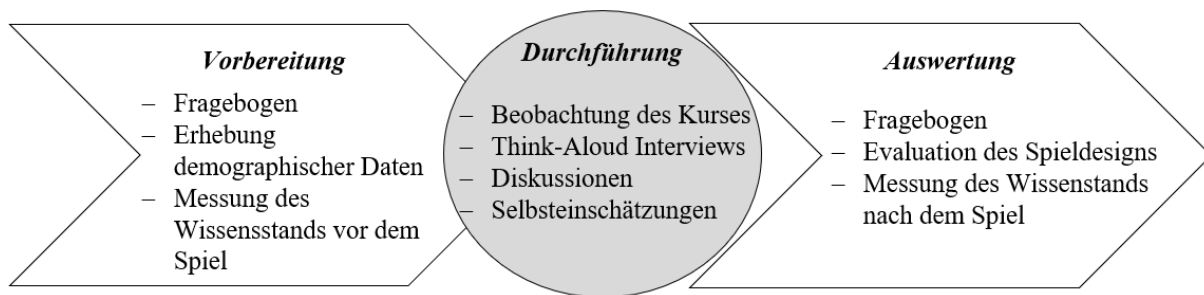 Vorbereitung
– Fragebogen
– Erhebung
demographischer Daten
– Messung des
Wissensstands vor dem
Spiel
Durchführung
– Beobachtung des Kurses
– Think-Aloud Interviews
– Diskussionen
– Selbsteinschätzungen
Auswertung
– Fragebogen
– Evaluation des Spieldesigns
– Messung des Wissenstands
nach dem Spiel